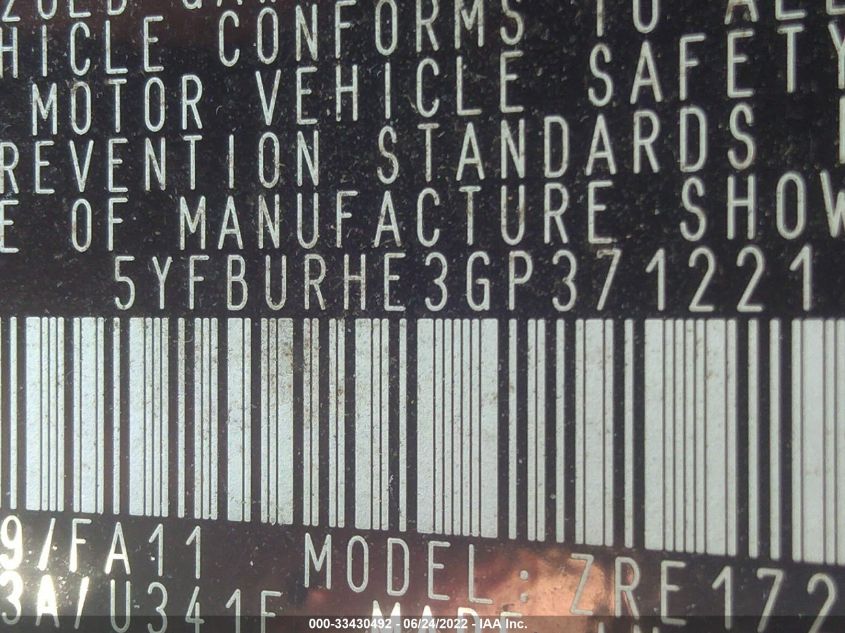 HICLE CONFORMS TO ALL
MOTOR VEHICLE SAFETY
REVENTION STANDARDS
E OF MANUFACTURE SHOW
5YFBURHE3GP371221
9/FA11 MODEL: ZRE172
3A/U341E MADE
000-33430492 - 06/24/2022 - IAA Inc.